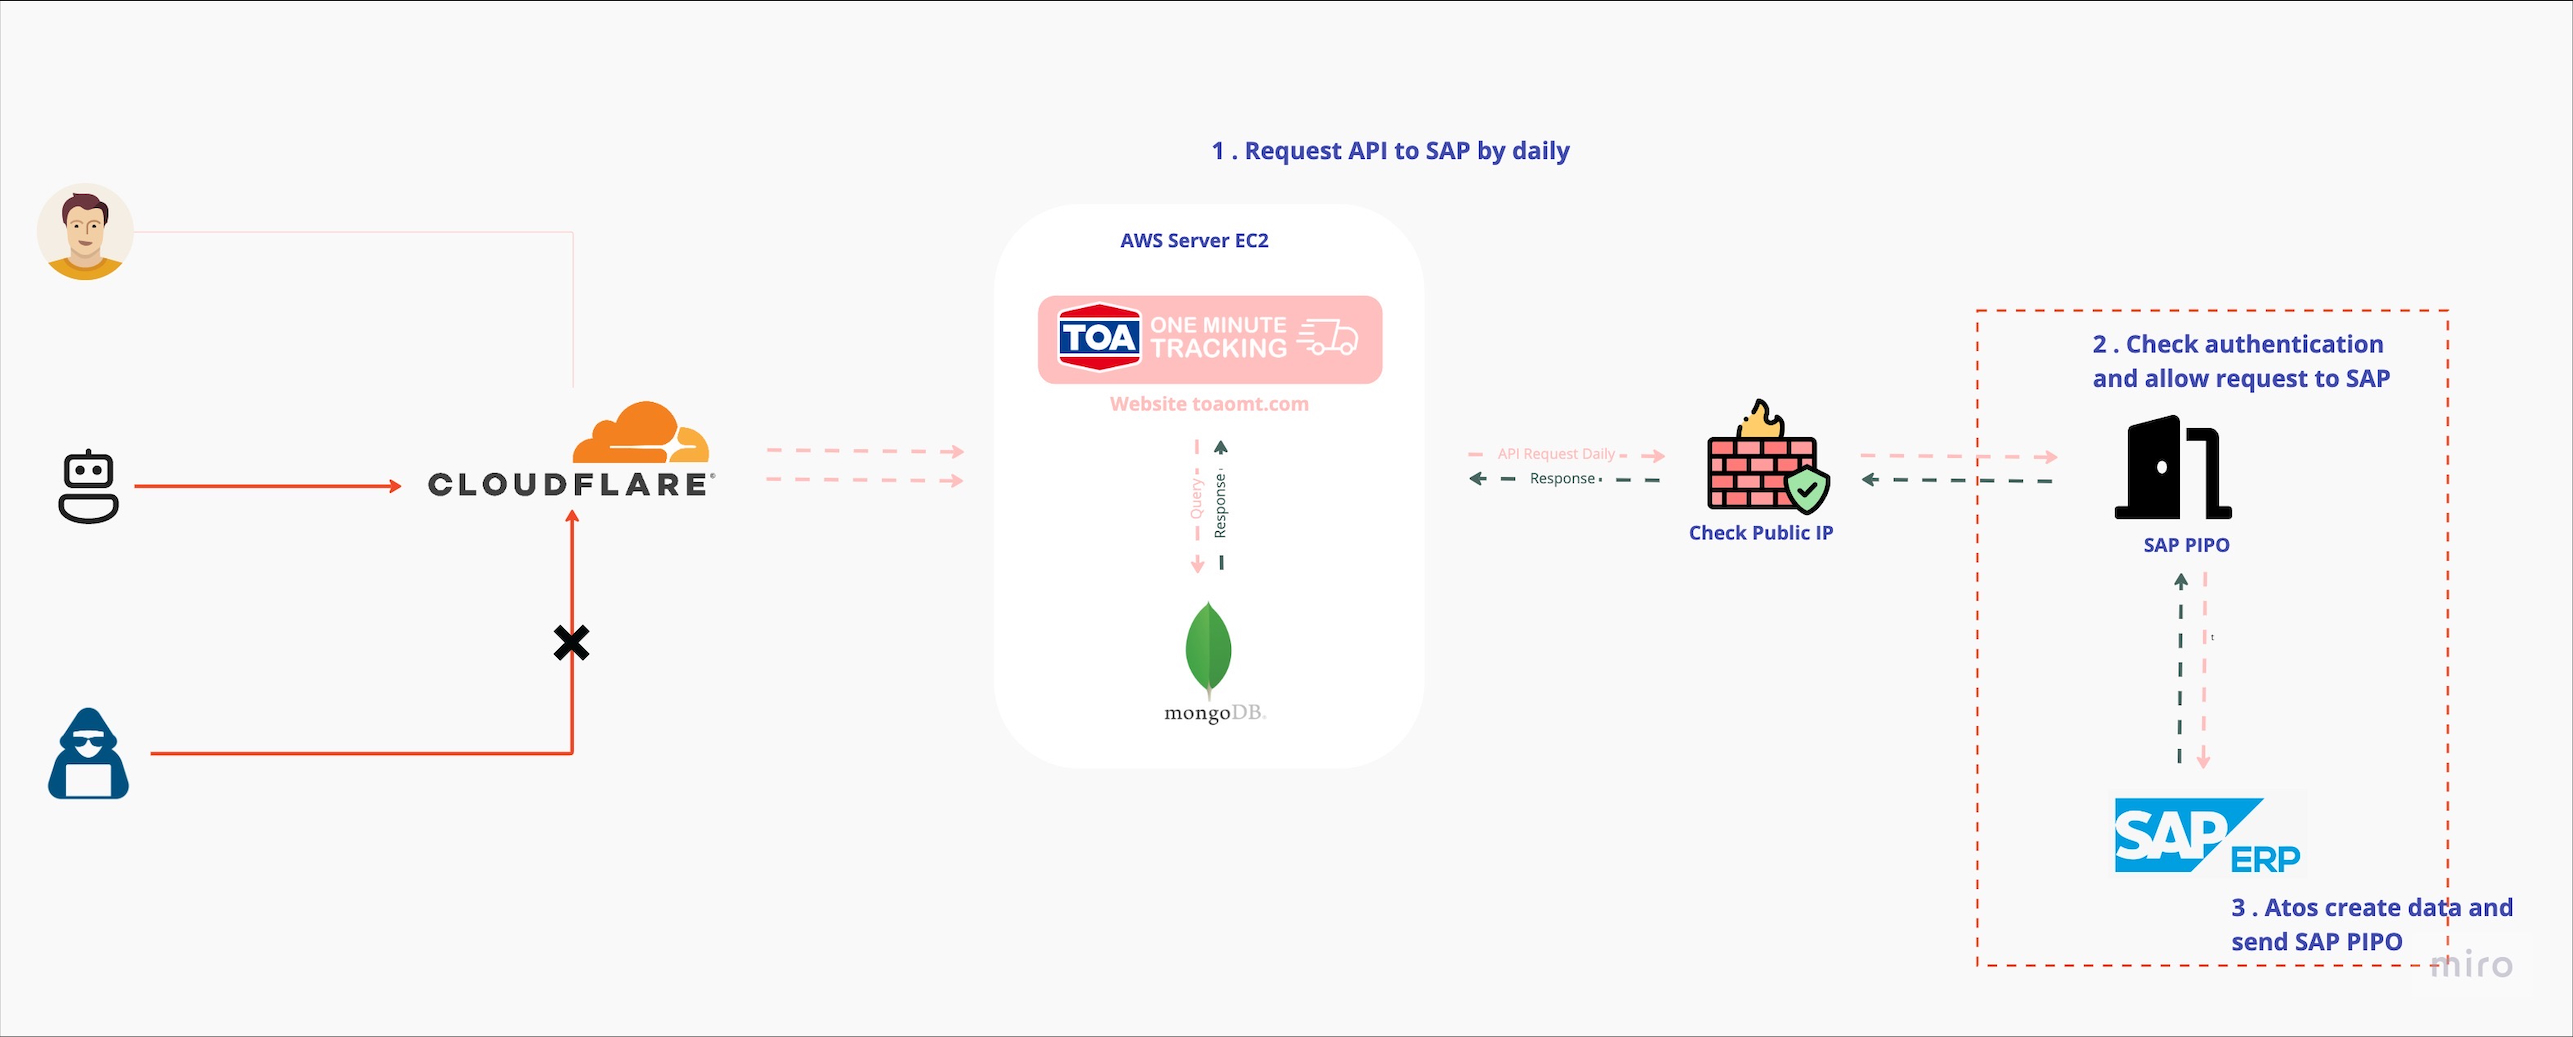 1 . Request API to SAP by daily
AWS Server EC2
TOA
ONE MINUTE
TRACKING
Website toaomt.com
Query
Response
mongoDB.
CLOUDFLARE®
API Request Daily
Response
Check Public IP
2 . Check authentication
and allow request to SAP
SAP PIPO
t
SAP ERP
3 . Atos create data and
send SAP PIPO
miro